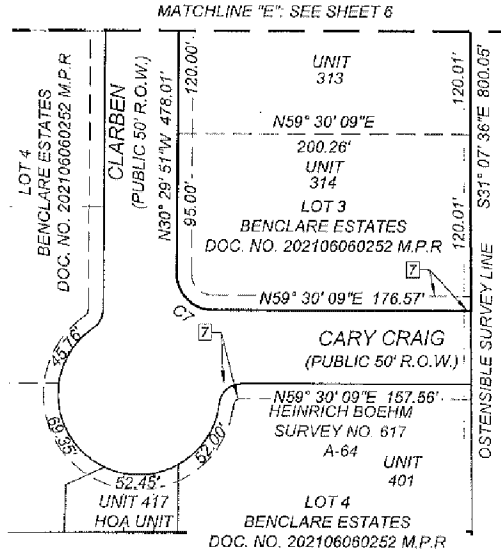 MATCHLINE "E": SEE SHEET 6
LOT 4
BENCLARE ESTATES
DOC. NO. 202106060252 M.P.R
CLARBEN
(PUBLIC 50' R.O.W.)
N30° 29' 51"W 478.01'
120.00'
95.00'
UNIT
313
N59° 30' 09"E
200.26'
UNIT
314
LOT 3
BENCLARE ESTATES
DOC. NO. 202106060252 M.P.R
120.01'
120.01'
S31° 07' 36"E 800.05'
OSTENSIBLE SURVEY LINE
7
N59° 30' 09"E 176.57'
C7
7
CARY CRAIG
(PUBLIC 50' R.O.W.)
N59° 30' 09"E 157.56'
HEINRICH BOEHM
SURVEY NO. 617
A-64
UNIT
401
45.76'
69.35'
52.45'
52.00'
UNIT 417
HOA UNIT
LOT 4
BENCLARE ESTATES
DOC. NO. 202106060252 M.P.R